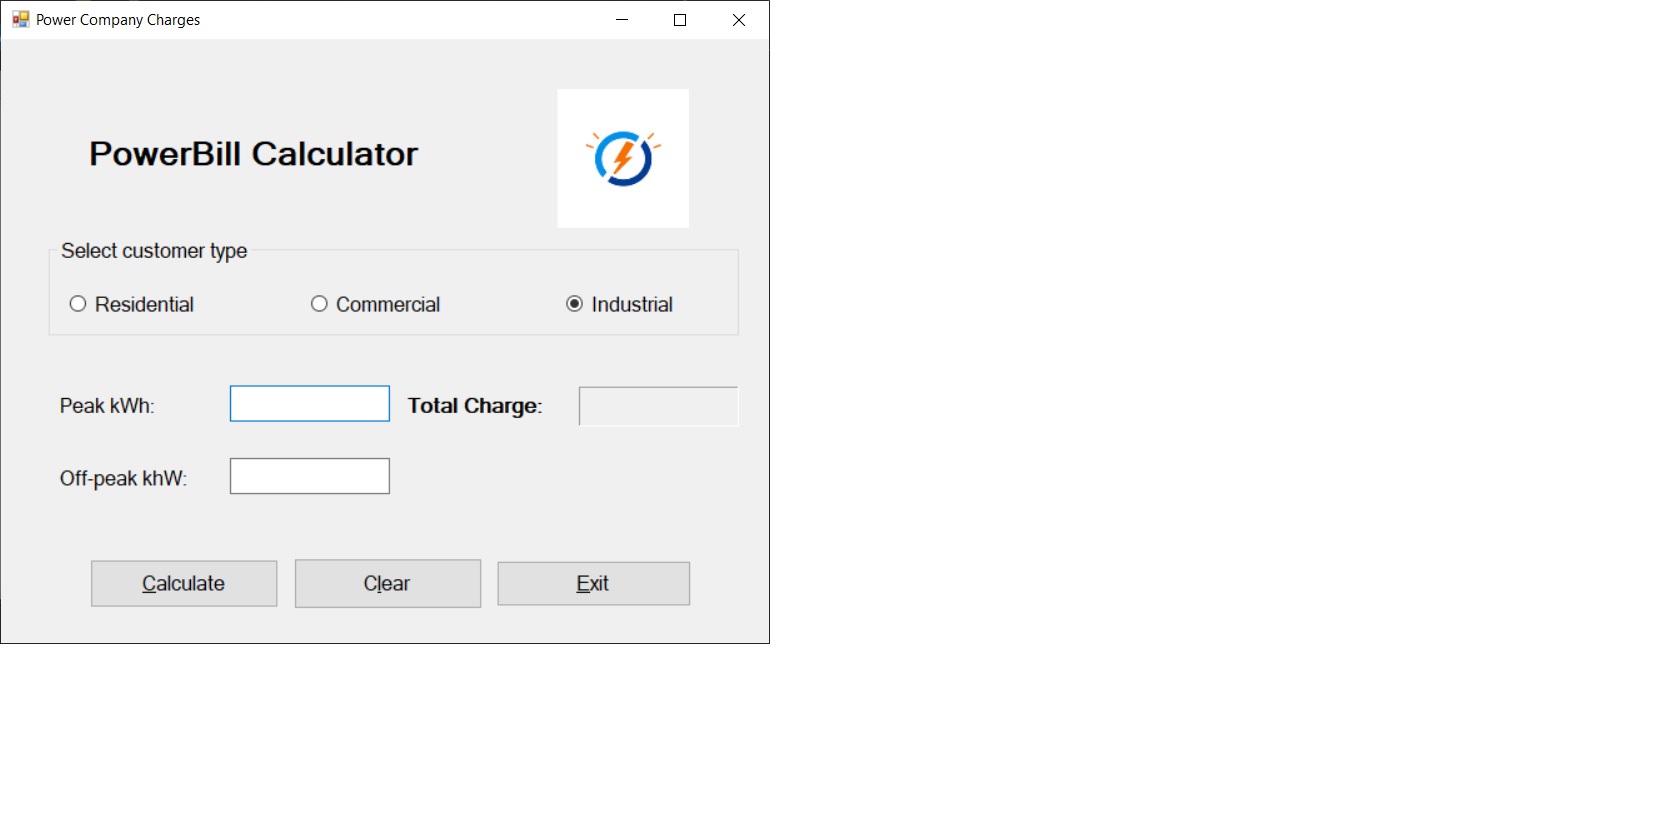 Power Company Charges
PowerBill Calculator
Select customer type
Residential Commercial Industrial
Peak kWh: Total Charge:
Off-peak khW:
Calculate Clear Exit